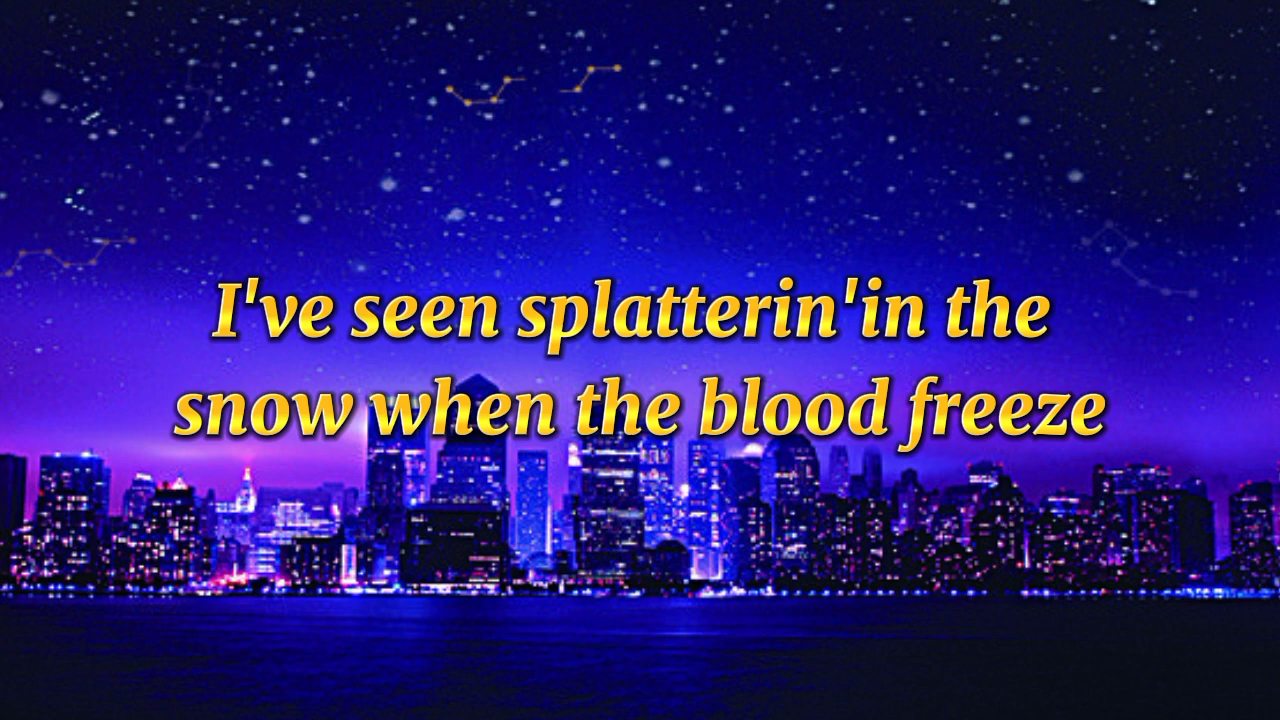 I've seen splatterin'in the
snow when the blood freeze